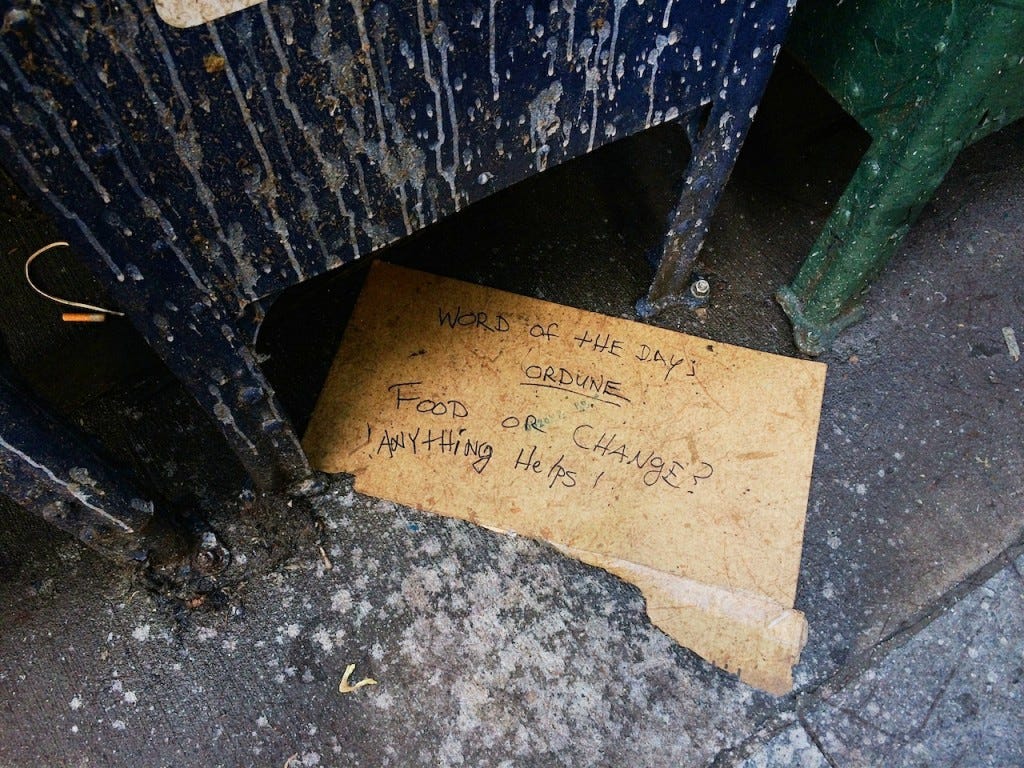 WORD OF THE DAY:
ORDUNE
FOOD OR CHANGE?
! ANYTHING HELPS !